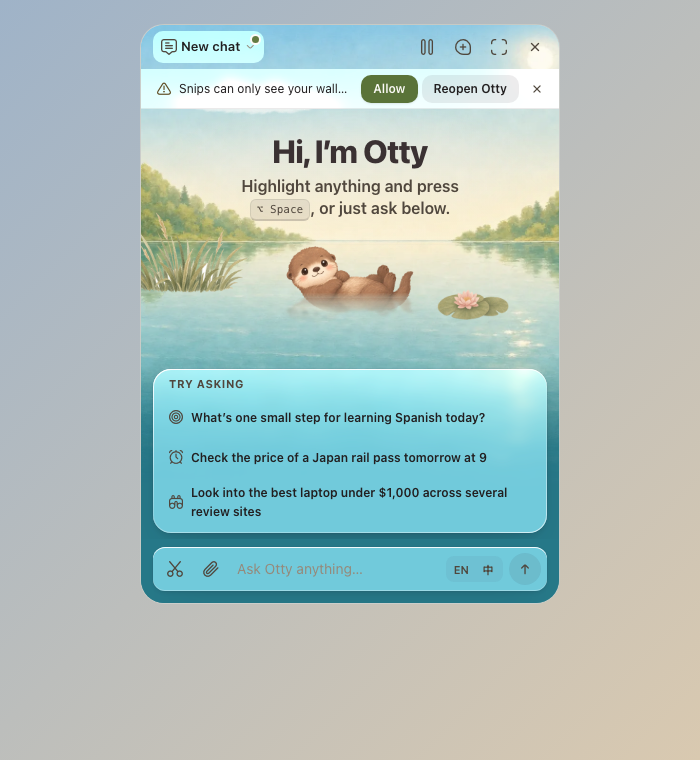 New chat
Snips can only see your wall...
Allow
Reopen Otty
Hi, I’m Otty
Highlight anything and press
⌥ Space, or just ask below.
TRY ASKING
What’s one small step for learning Spanish today?
Check the price of a Japan rail pass tomorrow at 9
Look into the best laptop under $1,000 across several
review sites
Ask Otty anything...
EN 中